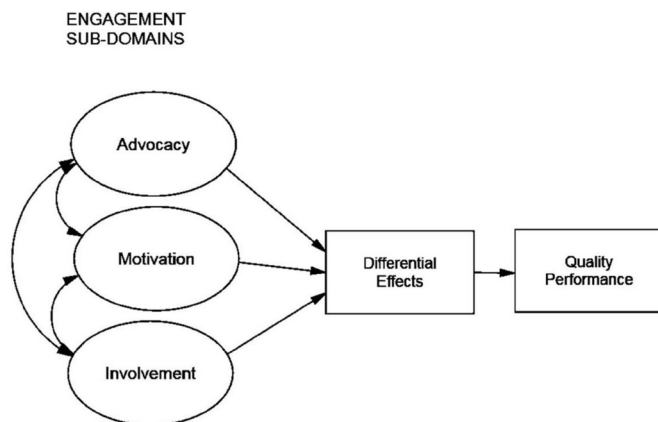 ENGAGEMENT
SUB-DOMAINS
Advocacy
Motivation
Involvement
Differential
Effects
Quality
Performance